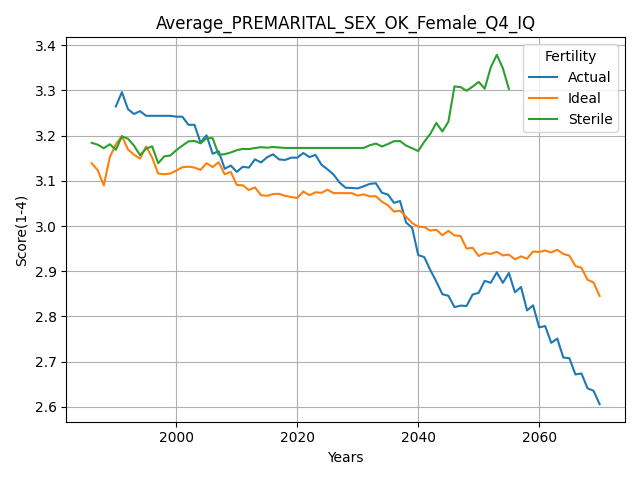 Average_PREMARITAL_SEX_OK_Female_Q4_IQ
Score(1-4)
3.4
3.3
3.2
3.1
3.0
2.9
2.8
2.7
2.6
Fertility
Actual
Ideal
Sterile
2000
2020
2040
2060
Years